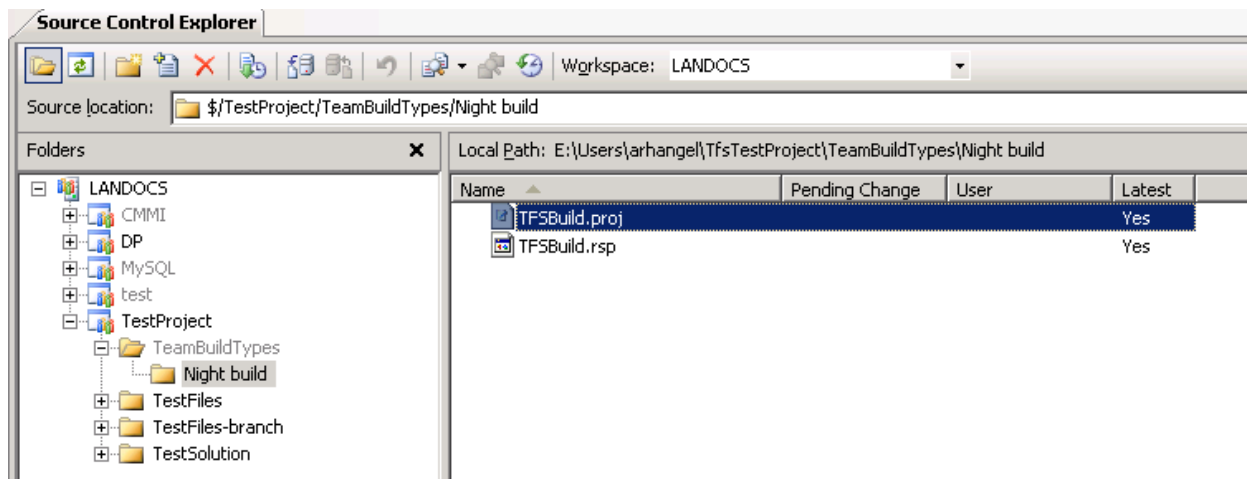 Source Control Explorer
Workspace: LANDOCS
Source location: $/TestProject/TeamBuildTypes/Night build
Folders
Local Path: E:\Users\arhangel\TfsTestProject\TeamBuildTypes\Night build
LANDOCS
CMMI
DP
MySQL
test
TestProject
TeamBuildTypes
Night build
TestFiles
TestFiles-branch
TestSolution
Name Pending Change User Latest
TFSBuild.proj Yes
TFSBuild.rsp Yes